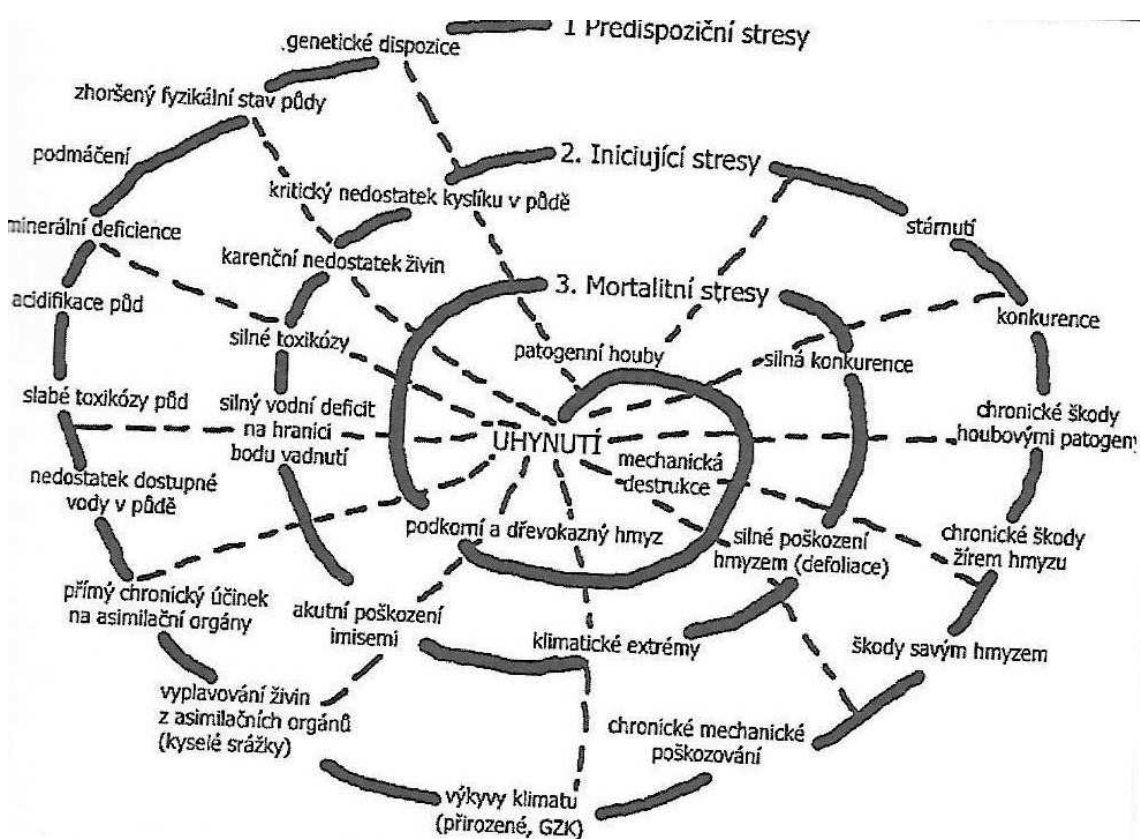 1 Predispoziční stresy
.genetické dispozice
zhoršený fyzikální stav půdy
podmáčení
minerální deficience
acidifikace půd
slabé toxikózy půd
nedostatek dostupné
vody v půdě
přímý chronický účinek
na asimilační orgány
vyplavování živin
z asimilačních orgánů
(kyselé srážky)
výkyvy klimatu
(přirozené, GZK)
chronické mechanické
poškozování
škody savým hmyzem
chronické škody
žírem hmyzu
chronické škody
houbovými patogeny
konkurence
stárnutí
2. Iniciující stresy
kritický nedostatek kyslíku v půdě
karenční nedostatek živin
silné toxikózy
silný vodní deficit
na hranici
bodu vadnutí
akutní poškození
imisemi
klimatické extrémy
silné poškození
hmyzem (defoliace)
silná konkurence
3. Mortalitní stresy
patogenní houby
mechanická
destrukce
podkorní a dřevokazný hmyz
UHYNUTÍ